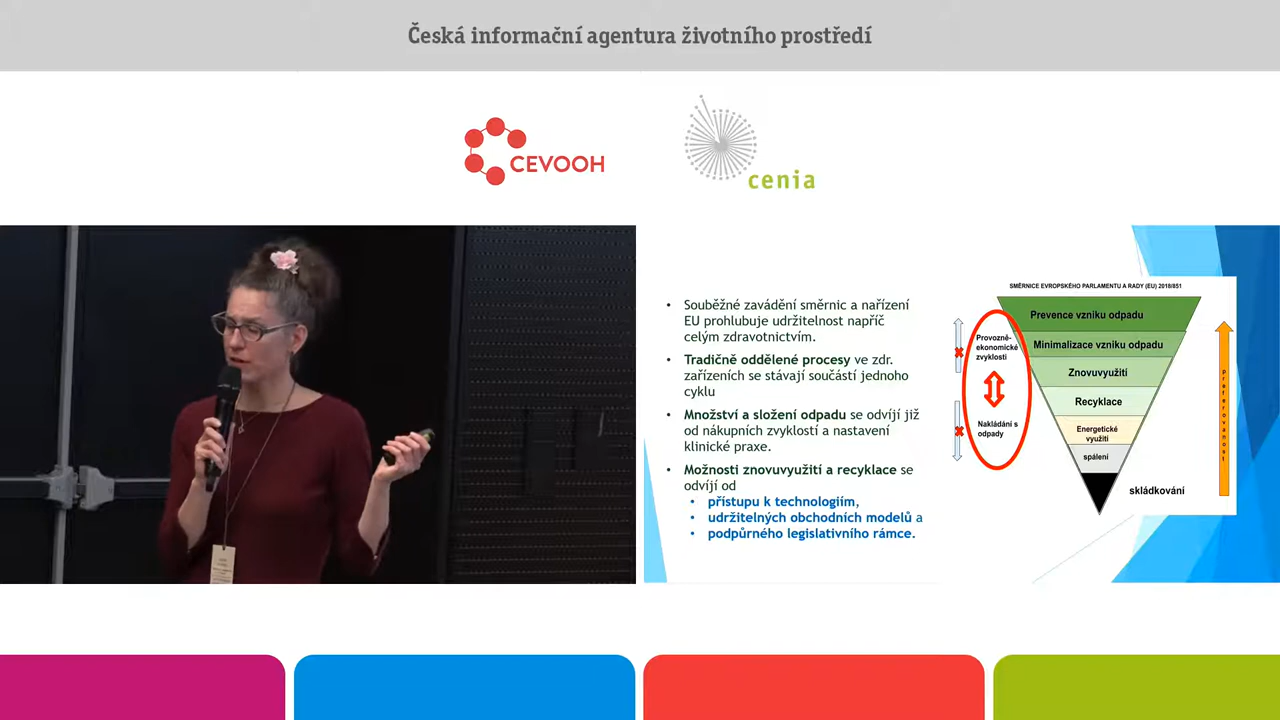 Česká informační agentura životního prostředí
CEVOOH
cenia
• Souběžné zavádění směrnic a nařízení
EU prohlubuje udržitelnost napříč
celým zdravotnictvím.
• Tradičně oddělené procesy ve zdr.
zařízeních se stávají součástí jednoho
cyklu
• Množství a složení odpadu se odvíjí již
od nákupních zvyklostí a nastavení
klinické praxe.
• Možnosti znovuvyužití a recyklace se
odvíjí od
• přístupu k technologiím,
• udržitelných obchodních modelů a
• podpůrného legislativního rámce.
SMĚRNICE EVROPSKÉHO PARLAMENTU A RADY (EU) 2018/851
Provozně-
ekonomické
zvyklosti
Nakládání s
odpady
Prevence vzniku odpadu
Minimalizace vzniku odpadu
Znovuvyužití
Recyklace
Energetické
využití
spálení
skládkování
preferovanost